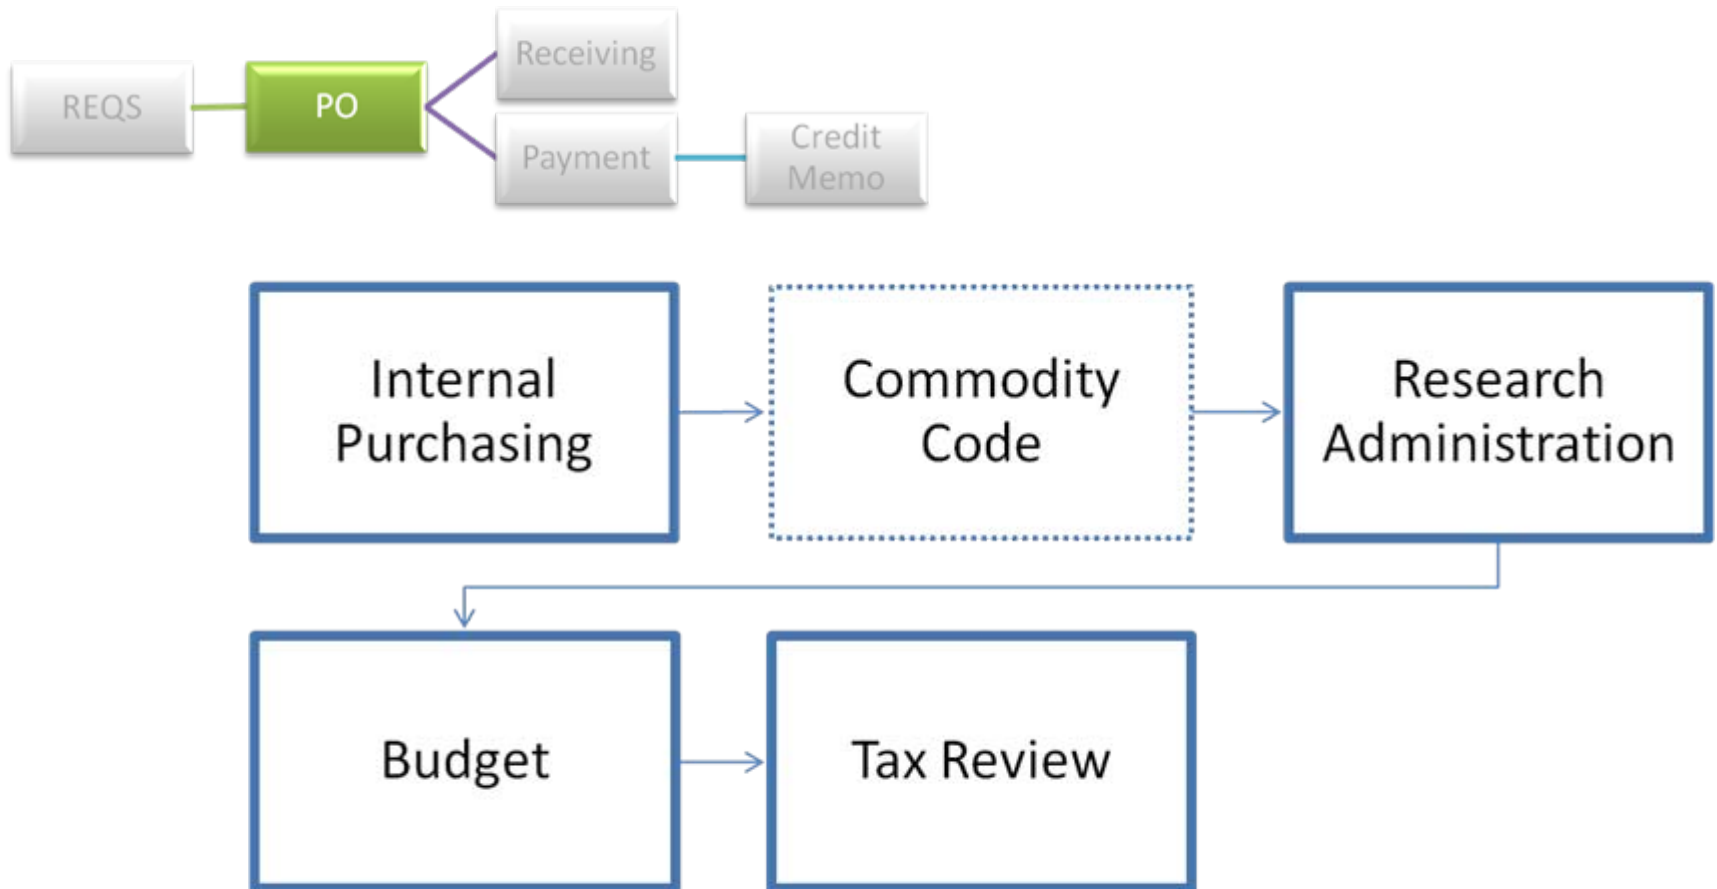 Receiving
REQS
PO
Payment
Credit
Memo
Internal
Purchasing
Commodity
Code
Research
Administration
Budget
Tax Review